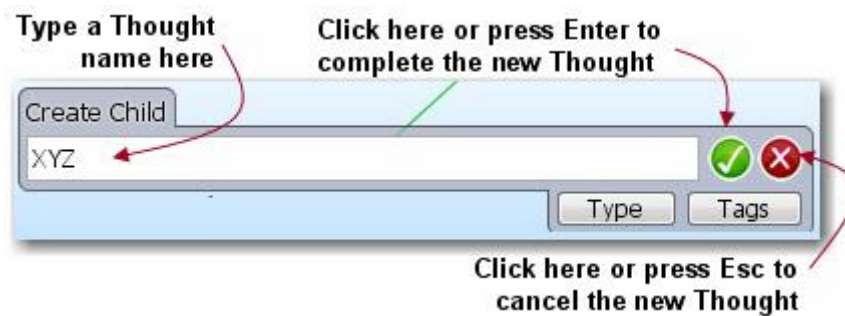 Type a Thought
name here
Click here or press Enter to
complete the new Thought
Create Child
XYZ
Type
Tags
Click here or press Esc to
cancel the new Thought